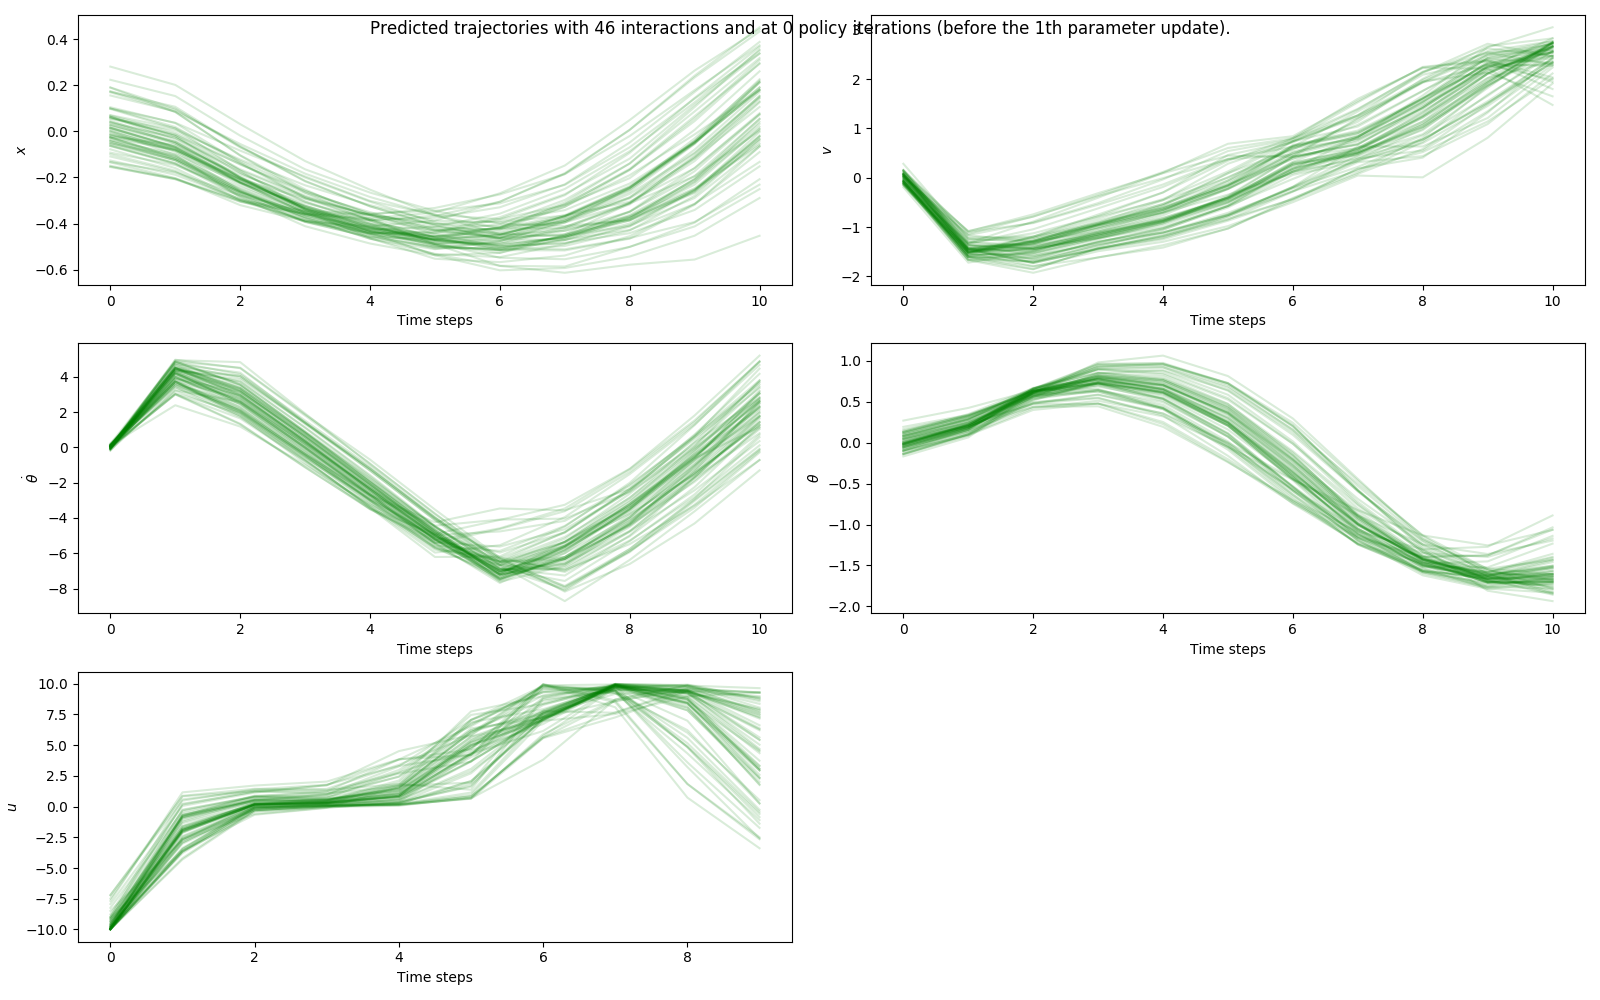 Predicted trajectories with 46 interactions and at 0 policy iterations (before the 1th parameter update).
0.4
0.2
0.0
−0.2
−0.4
−0.6
x
0 2 4 6 8 10
Time steps
3
2
1
0
−1
−2
v
0 2 4 6 8 10
Time steps
4
2
0
−2
−4
−6
−8
θ̇
0 2 4 6 8 10
Time steps
1.0
0.5
0.0
−0.5
−1.0
−1.5
−2.0
θ
0 2 4 6 8 10
Time steps
10.0
7.5
5.0
2.5
0.0
−2.5
−5.0
−7.5
−10.0
u
0 2 4 6 8
Time steps